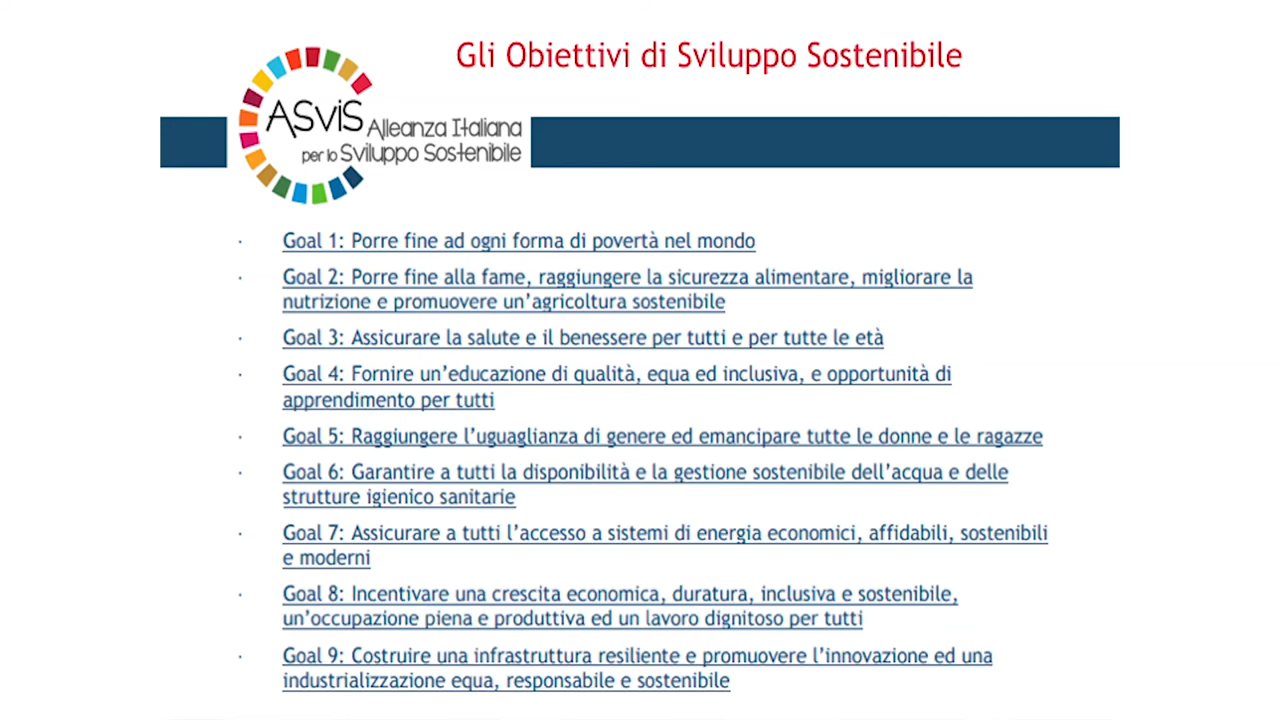 Gli Obiettivi di Sviluppo Sostenibile
ASviS Alleanza Italiana
per lo Sviluppo Sostenibile
· Goal 1: Porre fine ad ogni forma di povertà nel mondo
· Goal 2: Porre fine alla fame, raggiungere la sicurezza alimentare, migliorare la
nutrizione e promuovere un’agricoltura sostenibile
· Goal 3: Assicurare la salute e il benessere per tutti e per tutte le età
· Goal 4: Fornire un’educazione di qualità, equa ed inclusiva, e opportunità di
apprendimento per tutti
· Goal 5: Raggiungere l’uguaglianza di genere ed emancipare tutte le donne e le ragazze
· Goal 6: Garantire a tutti la disponibilità e la gestione sostenibile dell’acqua e delle
strutture igienico sanitarie
· Goal 7: Assicurare a tutti l’accesso a sistemi di energia economici, affidabili, sostenibili
e moderni
· Goal 8: Incentivare una crescita economica, duratura, inclusiva e sostenibile,
un’occupazione piena e produttiva ed un lavoro dignitoso per tutti
· Goal 9: Costruire una infrastruttura resiliente e promuovere l’innovazione ed una
industrializzazione equa, responsabile e sostenibile